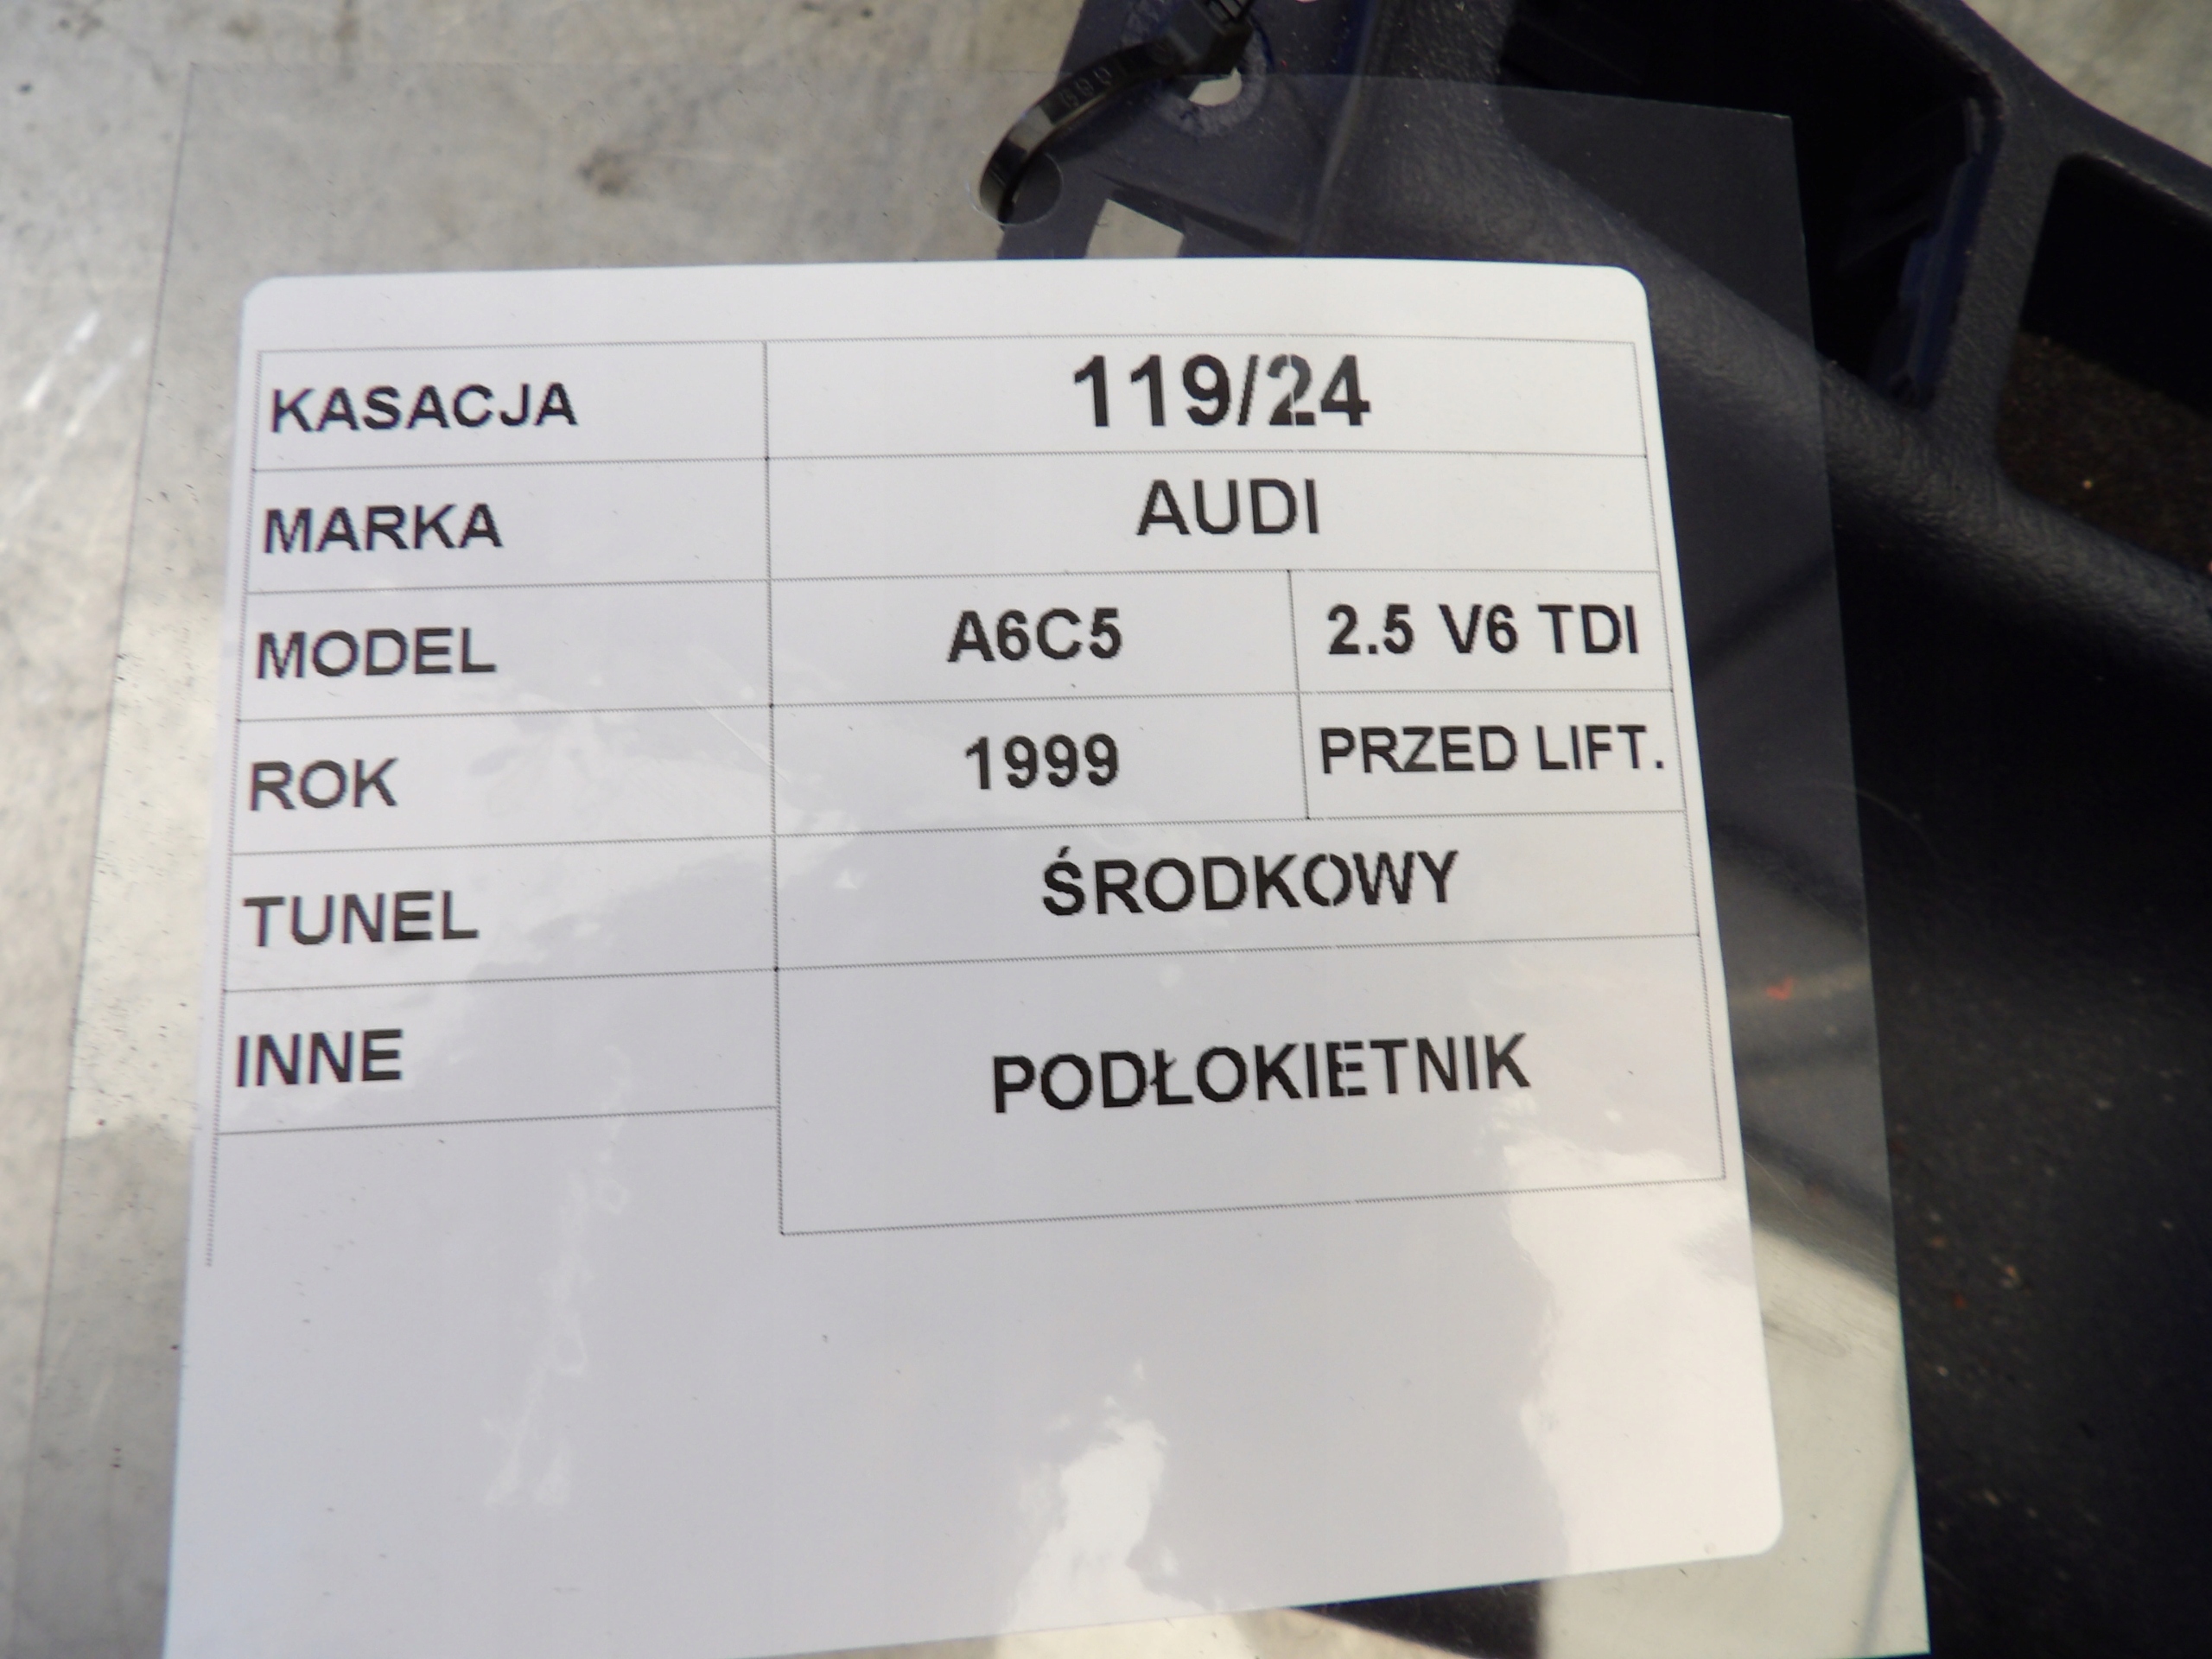 KASACJA 119/24
MARKA AUDI
MODEL A6C5 2.5 V6 TDI
ROK 1999 PRZED LIFT.
TUNEL ŚRODKOWY
INNE PODŁOKIETNIK